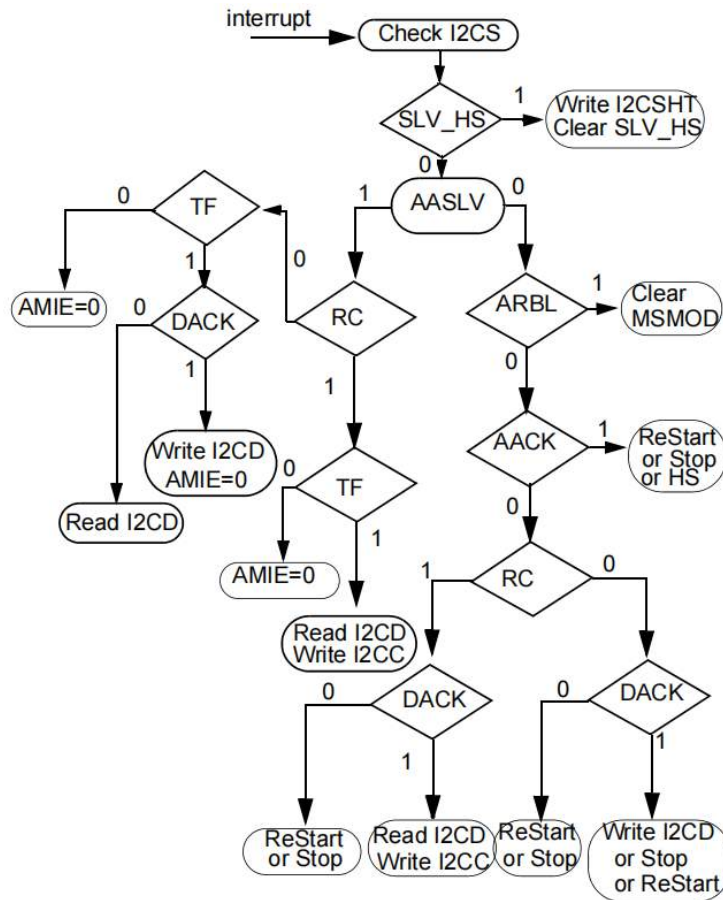 interrupt
Check I2CS
SLV_HS
1
Write I2CSHT
Clear SLV_HS
0
AASLV
1
0
0
TF
1
0
AMIE=0
0
DACK
1
Write I2CD
AMIE=0
Read I2CD
RC
1
0
TF
AMIE=0
1
Read I2CD
Write I2CC
ARBL
1
Clear
MSMOD
0
AACK
1
ReStart
or Stop
or HS
0
1
RC
0
0
DACK
1
ReStart
or Stop
Read I2CD
Write I2CC
0
DACK
1
ReStart
or Stop
Write I2CD
or Stop
or ReStart